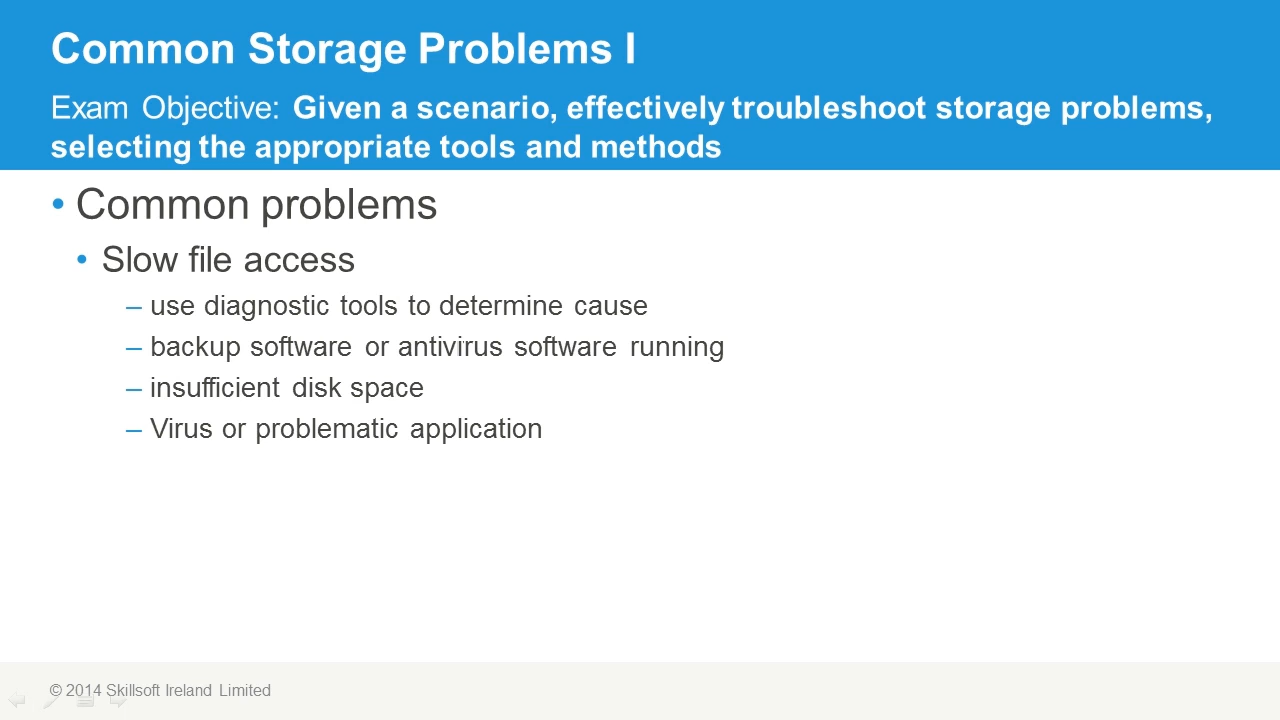 Common Storage Problems I
Exam Objective: Given a scenario, effectively troubleshoot storage problems,
selecting the appropriate tools and methods
• Common problems
• Slow file access
– use diagnostic tools to determine cause
– backup software or antivirus software running
– insufficient disk space
– Virus or problematic application
© 2014 Skillsoft Ireland Limited